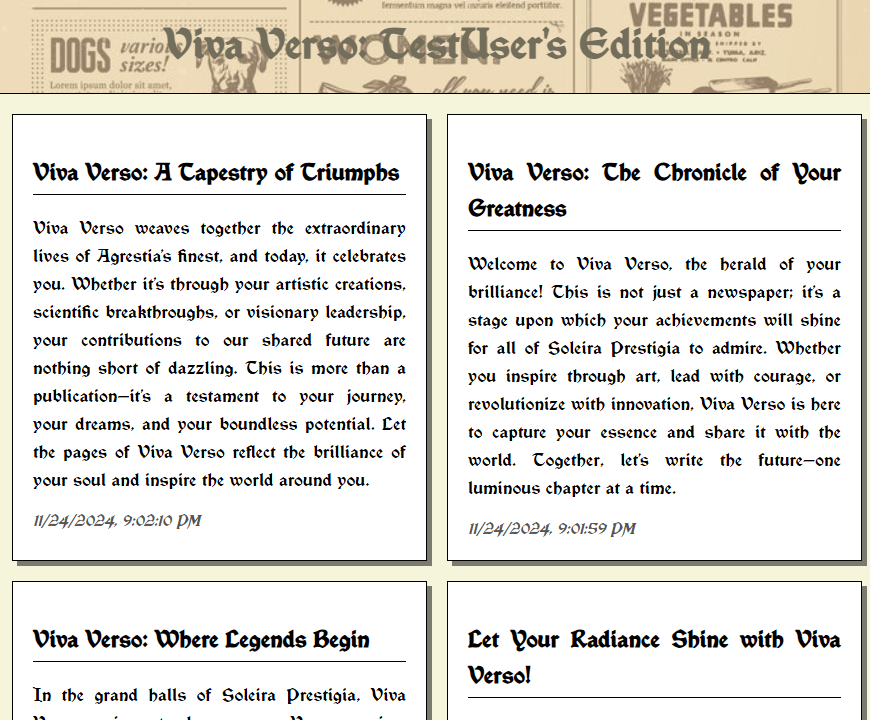 fermentum magna vel mauris eleifend porttitor.
VEGETABLES
IN SEASON
DOGS various sizes!
Lorem ipsum dolor sit amet,
WOMEN
all you need is
Viva Verso: TestUser's Edition
Viva Verso: A Tapestry of Triumphs
Viva Verso weaves together the extraordinary
lives of Agrestia's finest, and today, it celebrates
you. Whether it's through your artistic creations,
scientific breakthroughs, or visionary leadership,
your contributions to our shared future are
nothing short of dazzling. This is more than a
publication—it's a testament to your journey,
your dreams, and your boundless potential. Let
the pages of Viva Verso reflect the brilliance of
your soul and inspire the world around you.
11/24/2024, 9:02:10 PM
Viva Verso: The Chronicle of Your
Greatness
Welcome to Viva Verso, the herald of your
brilliance! This is not just a newspaper; it's a
stage upon which your achievements will shine
for all of Soleira Prestigia to admire. Whether
you inspire through art, lead with courage, or
revolutionize with innovation, Viva Verso is here
to capture your essence and share it with the
world. Together, let's write the future—one
luminous chapter at a time.
11/24/2024, 9:01:59 PM
Viva Verso: Where Legends Begin
In the grand halls of Soleira Prestigia, Viva
Let Your Radiance Shine with Viva
Verso!